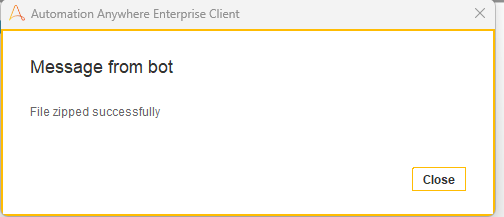 Automation Anywhere Enterprise Client
Message from bot
File zipped successfully
Close